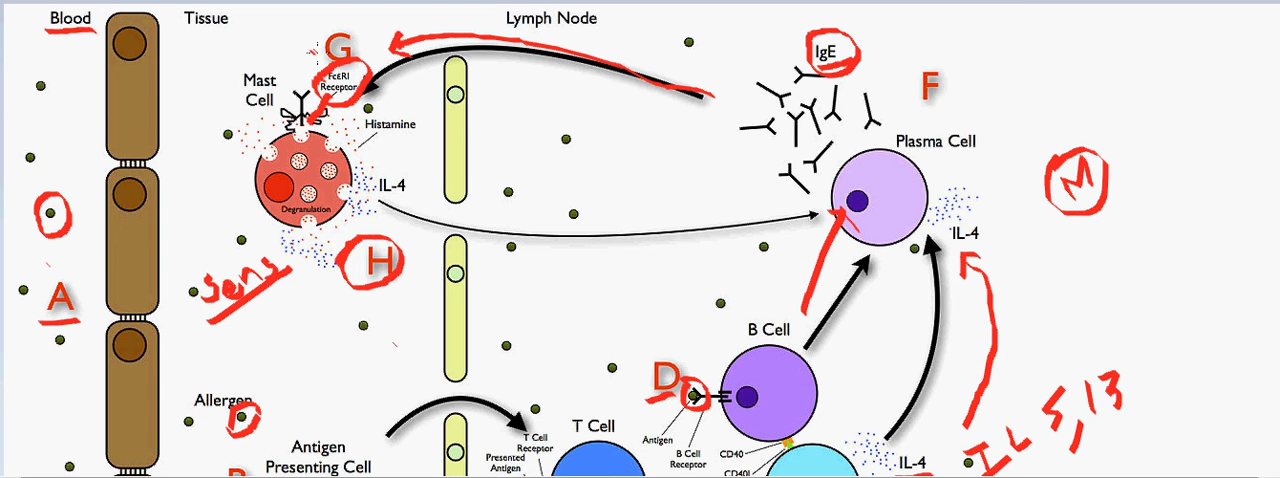 Blood
Tissue
Lymph Node
G
IgE
FcεRI
Receptor
Mast
Cell
F
Histamine
Plasma Cell
M
IL-4
Degranulation
IL-4
H
sens
A
B Cell
D
IL 5,13
Allergen
T Cell
T Cell
Receptor
Antigen
B Cell
Receptor
Antigen
Presenting Cell
Presented
Antigen
CD40
CD40L
IL-4